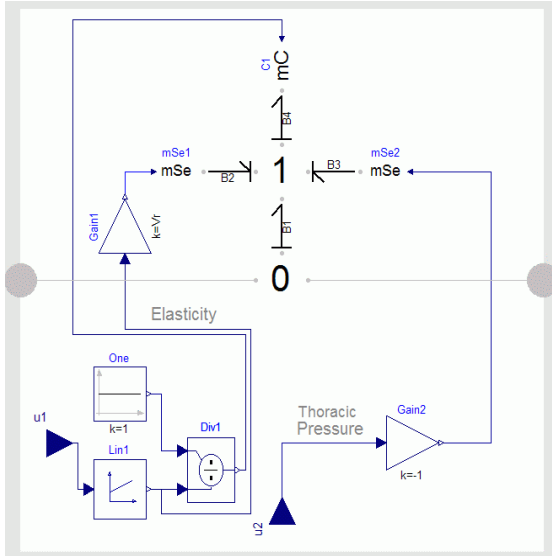 C1
mC
B4
mSe1
mSe
B2
1
B3
mSe2
mSe
Gain1
k=Vr
B1
0
Elasticity
One
k=1
u1
Lin1
Div1
Thoracic
Pressure
Gain2
k=-1
u2